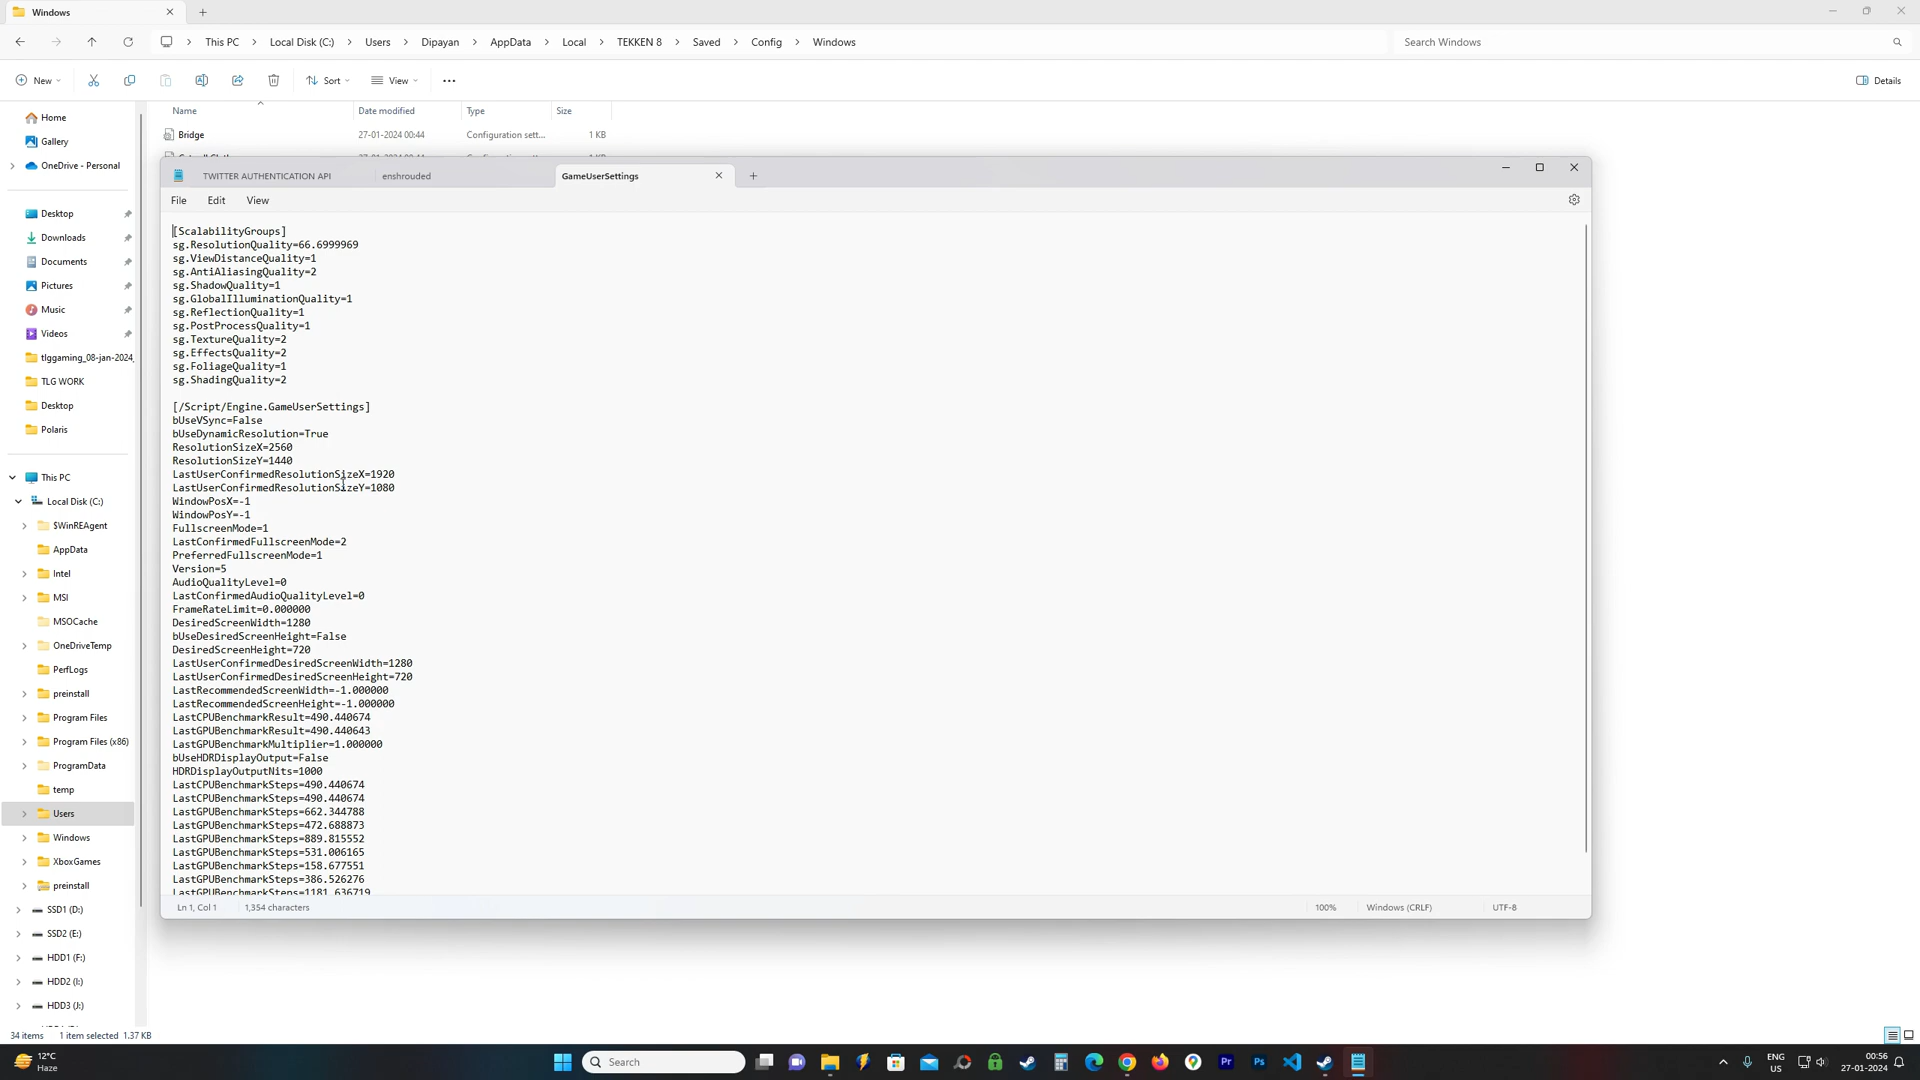 Windows
This PC > Local Disk (C:) > Users > Dipayan > AppData > Local > TEKKEN 8 > Saved > Config > Windows
Search Windows
New
Sort
View
Details
Name
Date modified
Type
Size
Home
Gallery
OneDrive - Personal
Desktop
Downloads
Documents
Pictures
Music
Videos
tlggaming_08-jan-2024_
TLG WORK
Desktop
Polaris
This PC
Local Disk (C:)
$WinREAgent
AppData
Intel
MSI
MSOCache
OneDriveTemp
PerfLogs
preinstall
Program Files
Program Files (x86)
ProgramData
temp
Users
Windows
XboxGames
preinstall
SSD1 (D:)
SSD2 (E:)
HDD1 (F:)
HDD2 (I:)
HDD3 (J:)
Bridge 27-01-2024 00:44 Configuration sett... 1 KB
TWITTER AUTHENTICATION API
enshrouded
GameUserSettings
File Edit View
[ScalabilityGroups]
sg.ResolutionQuality=66.6999969
sg.ViewDistanceQuality=1
sg.AntiAliasingQuality=2
sg.ShadowQuality=1
sg.GlobalIlluminationQuality=1
sg.ReflectionQuality=1
sg.PostProcessQuality=1
sg.TextureQuality=2
sg.EffectsQuality=2
sg.FoliageQuality=1
sg.ShadingQuality=2
[/Script/Engine.GameUserSettings]
bUseVSync=False
bUseDynamicResolution=True
ResolutionSizeX=2560
ResolutionSizeY=1440
LastUserConfirmedResolutionSizeX=1920
LastUserConfirmedResolutionSizeY=1080
WindowPosX=-1
WindowPosY=-1
FullscreenMode=1
LastConfirmedFullscreenMode=2
PreferredFullscreenMode=1
Version=5
AudioQualityLevel=0
LastConfirmedAudioQualityLevel=0
FrameRateLimit=0.000000
DesiredScreenWidth=1280
bUseDesiredScreenHeight=False
DesiredScreenHeight=720
LastUserConfirmedDesiredScreenWidth=1280
LastUserConfirmedDesiredScreenHeight=720
LastRecommendedScreenWidth=-1.000000
LastRecommendedScreenHeight=-1.000000
LastCPUBenchmarkResult=490.440674
LastGPUBenchmarkResult=490.440643
LastGPUBenchmarkMultiplier=1.000000
bUseHDRDisplayOutput=False
HDRDisplayOutputNits=1000
LastCPUBenchmarkSteps=490.440674
LastCPUBenchmarkSteps=490.440674
LastGPUBenchmarkSteps=662.344788
LastGPUBenchmarkSteps=472.688873
LastGPUBenchmarkSteps=889.815552
LastGPUBenchmarkSteps=531.006165
LastGPUBenchmarkSteps=158.677551
LastGPUBenchmarkSteps=386.526276
LastGPUBenchmarkSteps=1181.636719
Ln 1, Col 1
1,354 characters
100%
Windows (CRLF)
UTF-8
34 items 1 item selected 1.37 KB
12°C
Haze
Search
Pr
Ps
ENG
US
00:56
27-01-2024